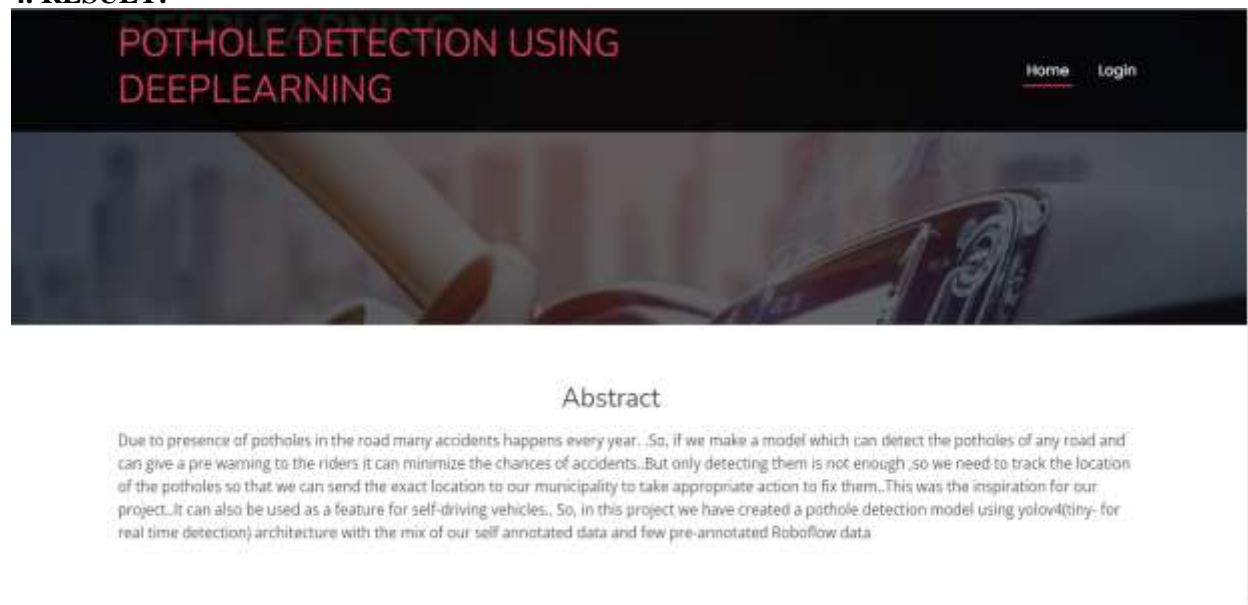 4. RESULT:
POTHOLE DETECTION USING
DEEPLEARNING
Home Login
Abstract
Due to presence of potholes in the road many accidents happens every year. .So, if we make a model which can detect the potholes of any road and
can give a pre warning to the riders it can minimize the chances of accidents..But only detecting them is not enough ,so we need to track the location
of the potholes so that we can send the exact location to our municipality to take appropriate action to fix them..This was the inspiration for our
project..It can also be used as a feature for self-driving vehicles.. So, in this project we have created a pothole detection model using yolov4(tiny- for
real time detection) architecture with the mix of our self annotated data and few pre-annotated Roboflow data